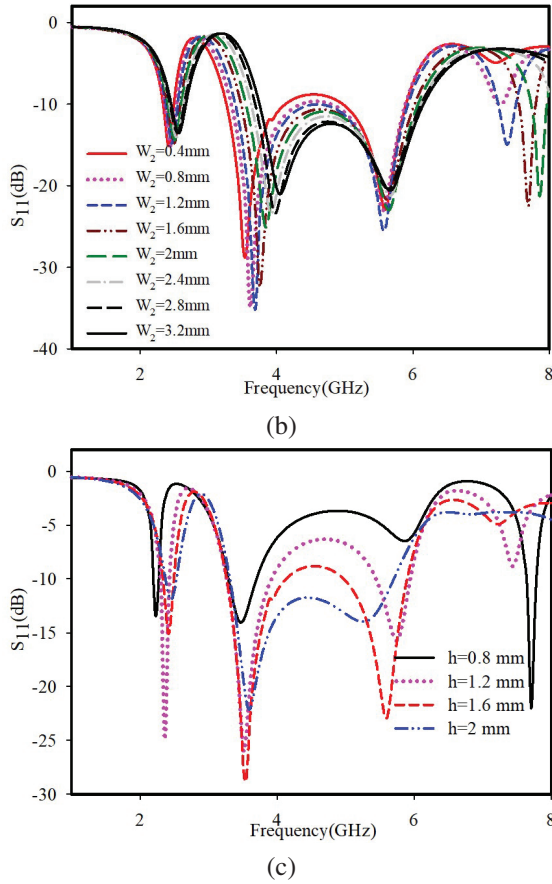 0
-10
-20
-30
-40
S11(dB)
W2=0.4mm
W2=0.8mm
W2=1.2mm
W2=1.6mm
W2=2mm
W2=2.4mm
W2=2.8mm
W2=3.2mm
2 4 6 8
Frequency(GHz)
(b)
0
-5
-10
-15
-20
-25
-30
S11(dB)
h=0.8 mm
h=1.2 mm
h=1.6 mm
h=2 mm
2 4 6 8
Frequency(GHz)
(c)